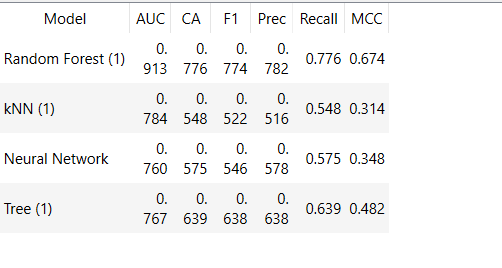 Model AUC CA F1 Prec Recall MCC
Random Forest (1) 0.913 0.776 0.774 0.782 0.776 0.674
kNN (1) 0.784 0.548 0.522 0.516 0.548 0.314
Neural Network 0.760 0.575 0.546 0.578 0.575 0.348
Tree (1) 0.767 0.639 0.638 0.638 0.639 0.482